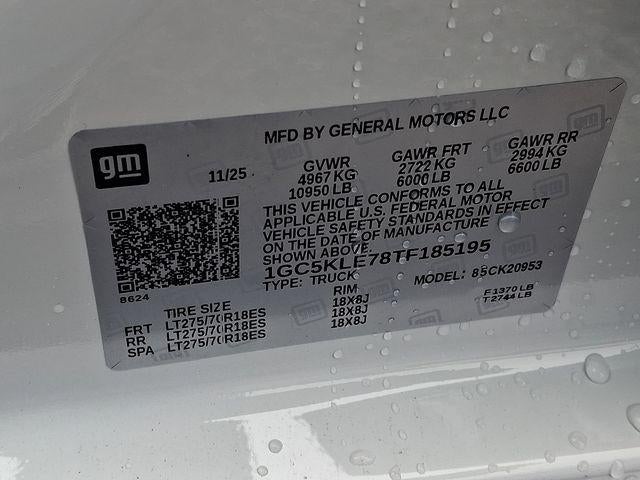 MFD BY GENERAL MOTORS LLC
gm
11/25
GVWR GAWR FRT GAWR RR
4967 KG 2722 KG 2994 KG
10950 LB 6000 LB 6600 LB
THIS VEHICLE CONFORMS TO ALL
APPLICABLE U.S. FEDERAL MOTOR
VEHICLE SAFETY STANDARDS IN EFFECT
ON THE DATE OF MANUFACTURE
SHOWN ABOVE.
1GC5KLE78TF185195
TYPE: TRUCK MODEL: 8SCK20953
8624
TIRE SIZE RIM
FRT LT275/70R18ES 18X8J
RR LT275/70R18ES 18X8J
SPA LT275/70R18ES 18X8J
F 1370 LB
T 2744 LB